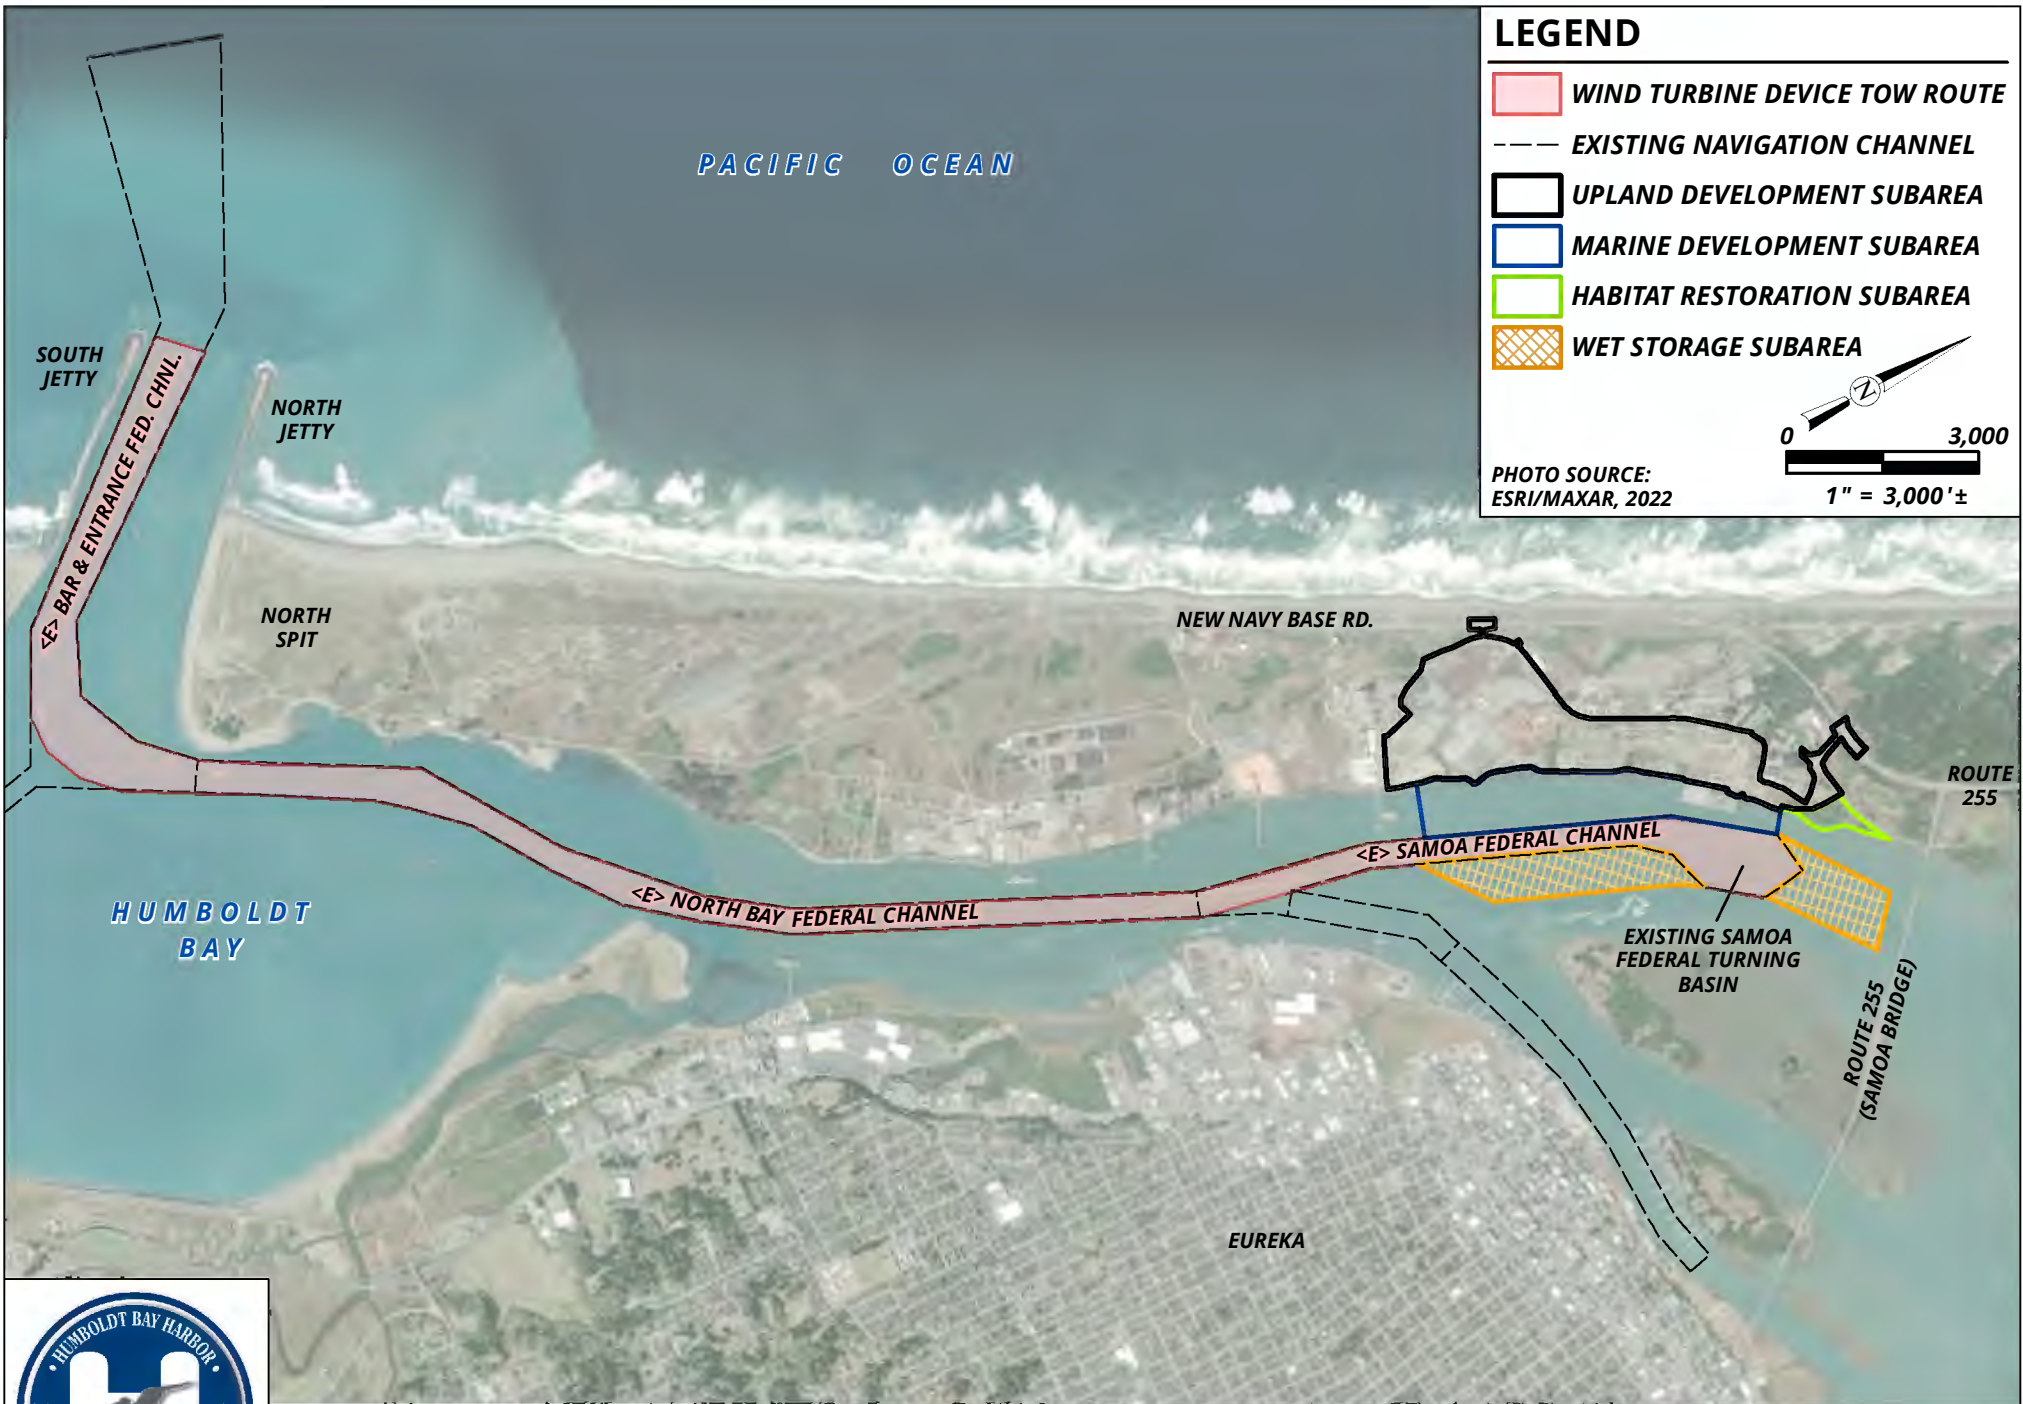 LEGEND
WIND TURBINE DEVICE TOW ROUTE
EXISTING NAVIGATION CHANNEL
UPLAND DEVELOPMENT SUBAREA
MARINE DEVELOPMENT SUBAREA
HABITAT RESTORATION SUBAREA
WET STORAGE SUBAREA
N
0 3,000
1" = 3,000'±
PHOTO SOURCE:
ESRI/MAXAR, 2022
PACIFIC OCEAN
SOUTH
JETTY
NORTH
JETTY
<E> BAR & ENTRANCE FED. CHNL.
NORTH
SPIT
NEW NAVY BASE RD.
ROUTE
255
<E> SAMOA FEDERAL CHANNEL
<E> NORTH BAY FEDERAL CHANNEL
HUMBOLDT
BAY
EXISTING SAMOA
FEDERAL TURNING
BASIN
ROUTE 255
(SAMOA BRIDGE)
EUREKA
HUMBOLDT BAY HARBOR